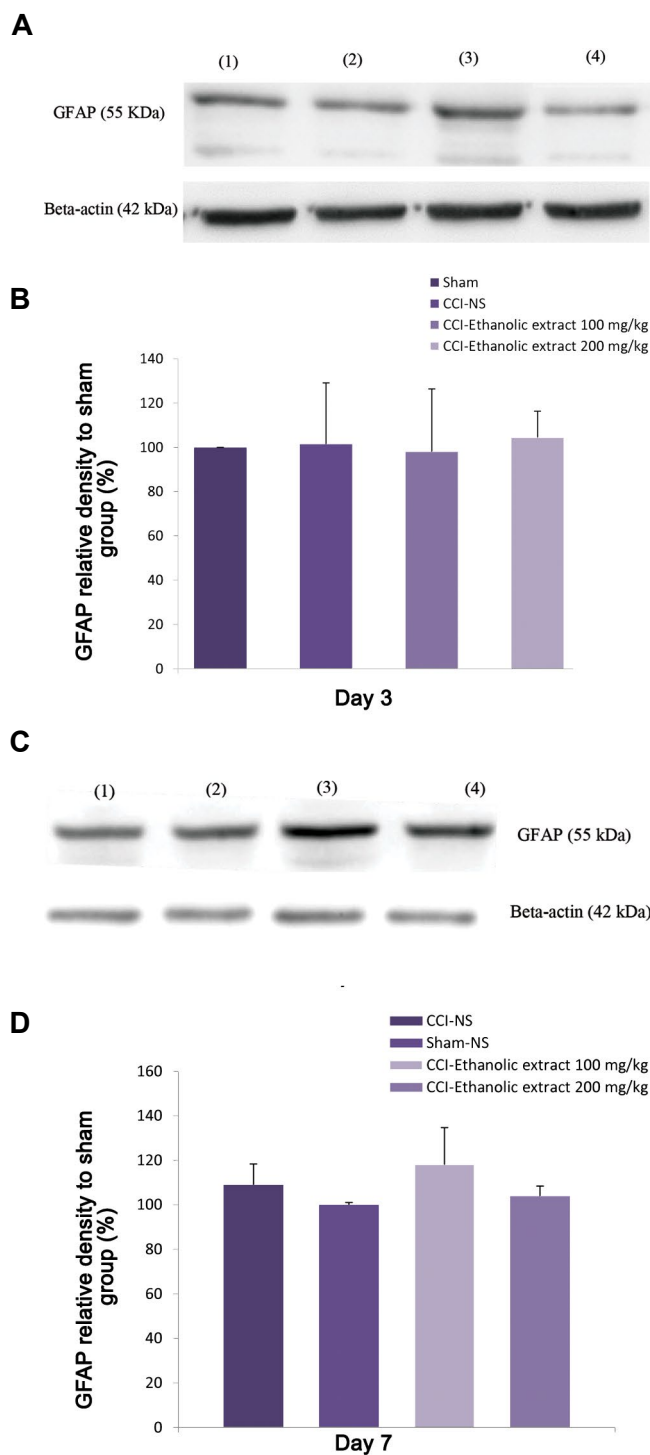 A
(1) (2) (3) (4)
GFAP (55 KDa)
Beta-actin (42 kDa)
B
Sham
CCI-NS
CCI-Ethanolic extract 100 mg/kg
CCI-Ethanolic extract 200 mg/kg
GFAP relative density to sham
group (%)
140
120
100
80
60
40
20
0
Day 3
C
(1) (2) (3) (4)
GFAP (55 kDa)
Beta-actin (42 kDa)
D
CCI-NS
Sham-NS
CCI-Ethanolic extract 100 mg/kg
CCI-Ethanolic extract 200 mg/kg
GFAP relative density to sham
group (%)
160
140
120
100
80
60
40
20
0
Day 7